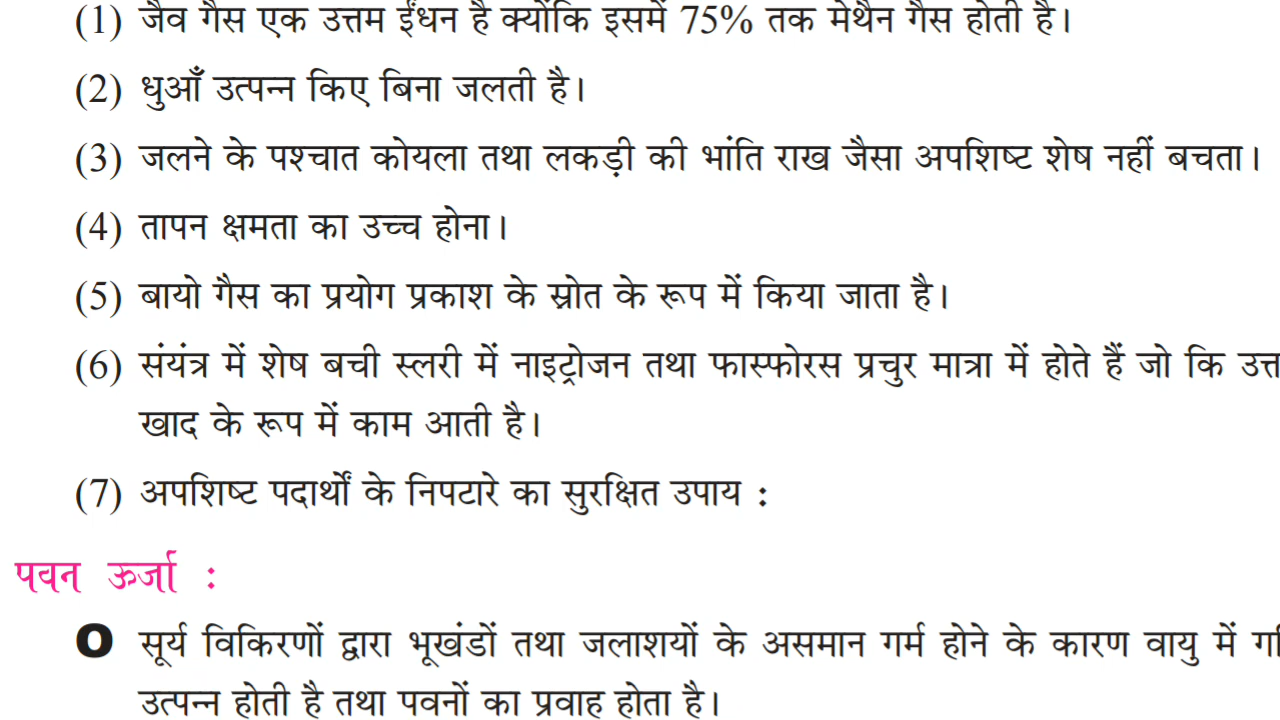 (1) जैव गैस एक उत्तम ईंधन है क्योंकि इसमें 75% तक मेथैन गैस होती है।
(2) धुआँ उत्पन्न किए बिना जलती है।
(3) जलने के पश्चात कोयला तथा लकड़ी की भांति राख जैसा अपशिष्ट शेष नहीं बचता।
(4) तापन क्षमता का उच्च होना।
(5) बायो गैस का प्रयोग प्रकाश के स्रोत के रूप में किया जाता है।
(6) संयंत्र में शेष बची स्लरी में नाइट्रोजन तथा फास्फोरस प्रचुर मात्रा में होते हैं जो कि
खाद के रूप में काम आती है।
(7) अपशिष्ट पदार्थों के निपटारे का सुरक्षित उपाय :
पवन ऊर्जा :
O सूर्य विकिरणों द्वारा भूखंडों तथा जलाशयों के असमान गर्म होने के कारण वायु में
उत्पन्न होती है तथा पवनों का प्रवाह होता है।